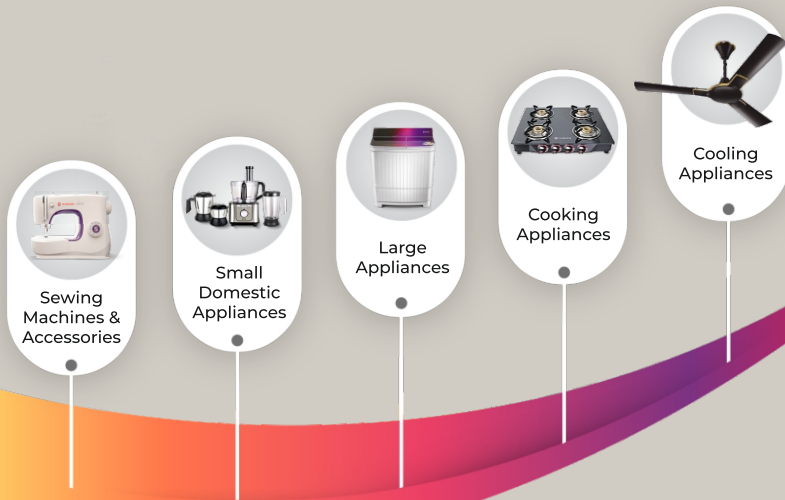 Sewing
Machines &
Accessories
Small
Domestic
Appliances
Large
Appliances
Cooking
Appliances
Cooling
Appliances